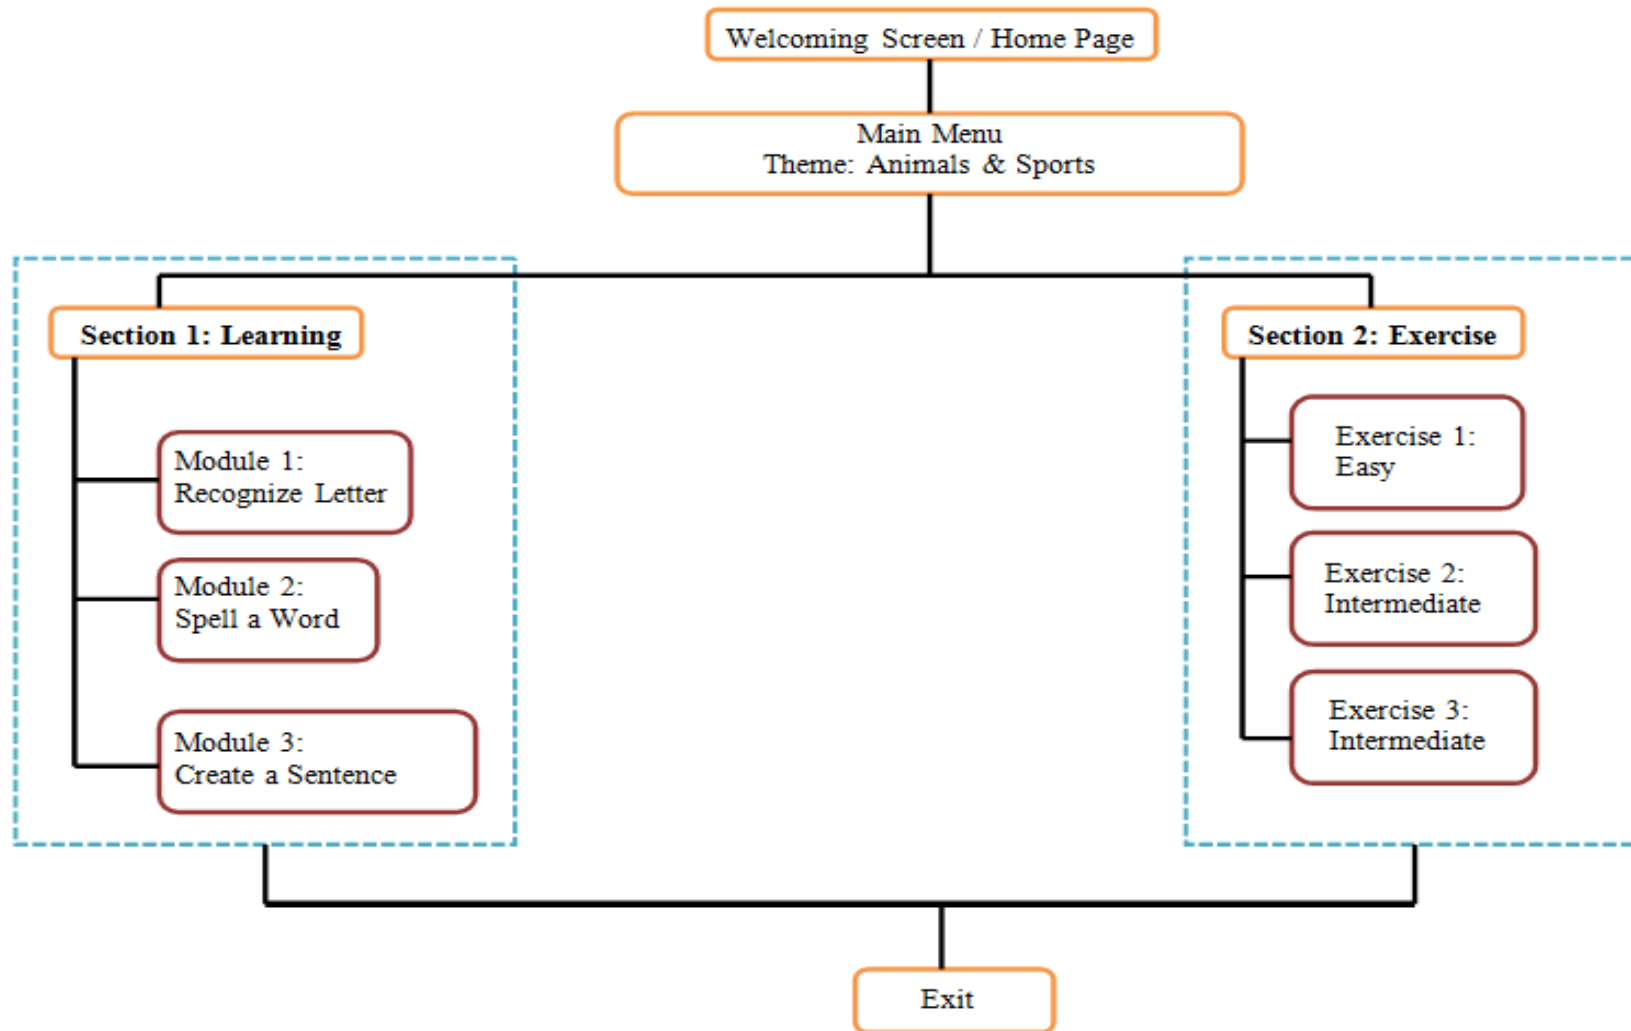 Welcoming Screen / Home Page
Main Menu
Theme: Animals & Sports
Section 1: Learning
Module 1:
Recognize Letter
Module 2:
Spell a Word
Module 3:
Create a Sentence
Section 2: Exercise
Exercise 1:
Easy
Exercise 2:
Intermediate
Exercise 3:
Intermediate
Exit